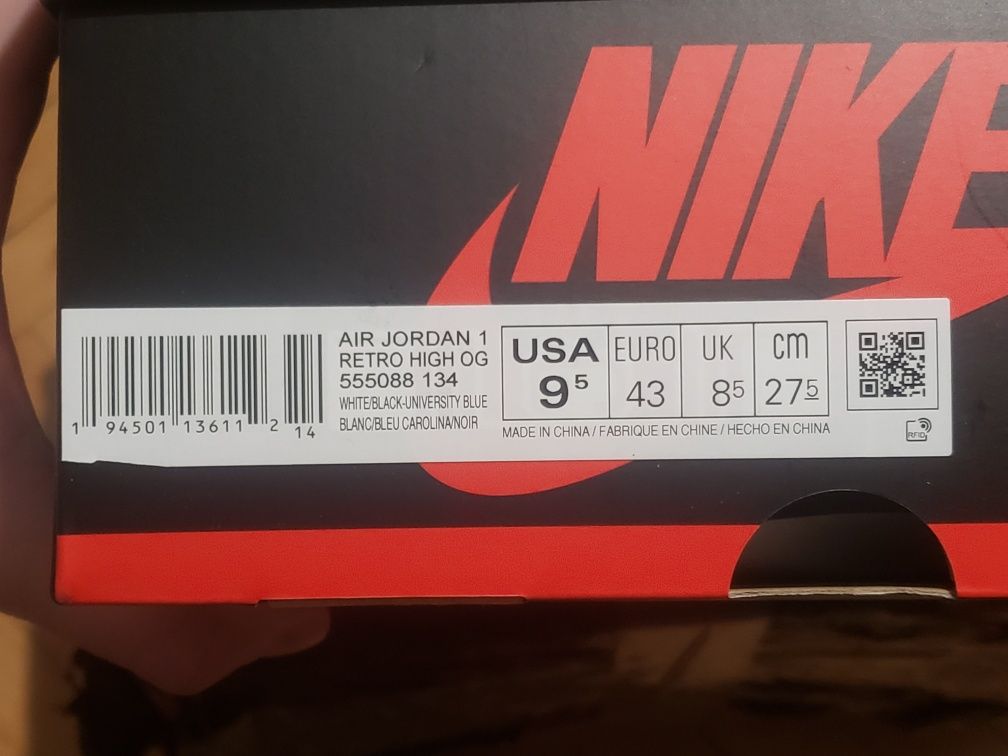 NIKE
AIR JORDAN 1
RETRO HIGH OG
555088 134
WHITE/BLACK-UNIVERSITY BLUE
BLANC/BLEU CAROLINA/NOIR
1 94501 13611 2 14
USA EURO UK cm
9⁵ 43 8⁵ 27⁵
MADE IN CHINA / FABRIQUE EN CHINE / HECHO EN CHINA
RFID